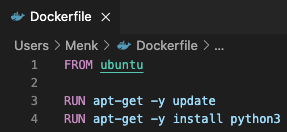 Dockerfile ×
Users > Menk > Dockerfile > ...
1 FROM ubuntu
2
3 RUN apt-get -y update
4 RUN apt-get -y install python3